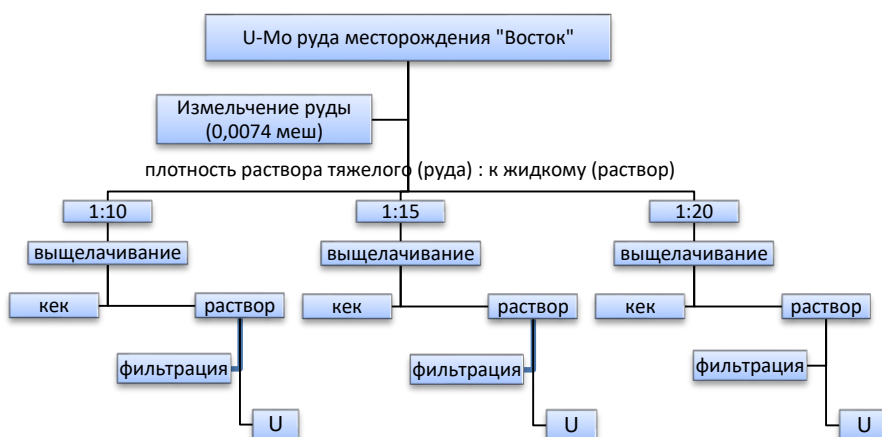 U-Мо руда месторождения "Восток"
Измельчение руды
(0,0074 меш)
плотность раствора тяжелого (руда) : к жидкому (раствор)
1:10
1:15
1:20
выщелачивание
выщелачивание
выщелачивание
кек
раствор
кек
раствор
кек
раствор
фильтрация
фильтрация
фильтрация
U
U
U